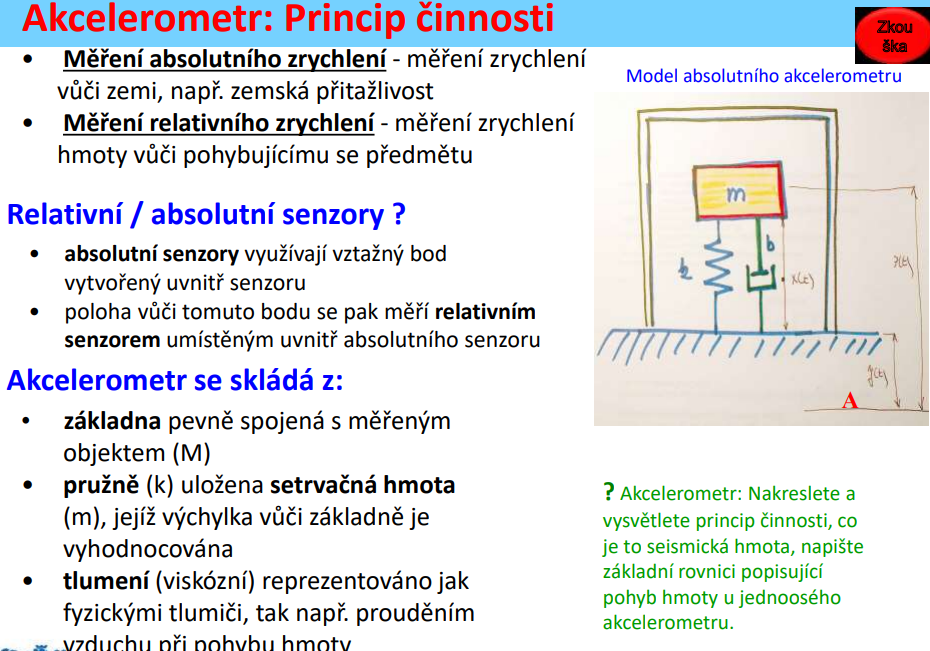 Akcelerometr: Princip činnosti
Zkou
ška
• Měření absolutního zrychlení - měření zrychlení
vůči zemi, např. zemská přitažlivost
• Měření relativního zrychlení - měření zrychlení
hmoty vůči pohybujícímu se předmětu
Relativní / absolutní senzory ?
• absolutní senzory využívají vztažný bod
vytvořený uvnitř senzoru
• poloha vůči tomuto bodu se pak měří relativním
senzorem umístěným uvnitř absolutního senzoru
Akcelerometr se skládá z:
• základna pevně spojená s měřeným
objektem (M)
• pružně (k) uložena setrvačná hmota
(m), jejíž výchylka vůči základně je
vyhodnocována
• tlumení (viskózní) reprezentováno jak
fyzickými tlumiči, tak např. prouděním
vzduchu při pohybu hmoty
Model absolutního akcelerometru
m
b
k
x(t)
z(t)
y(t)
A
? Akcelerometr: Nakreslete a
vysvětlete princip činnosti, co
je to seismická hmota, napište
základní rovnici popisující
pohyb hmoty u jednoosého
akcelerometru.